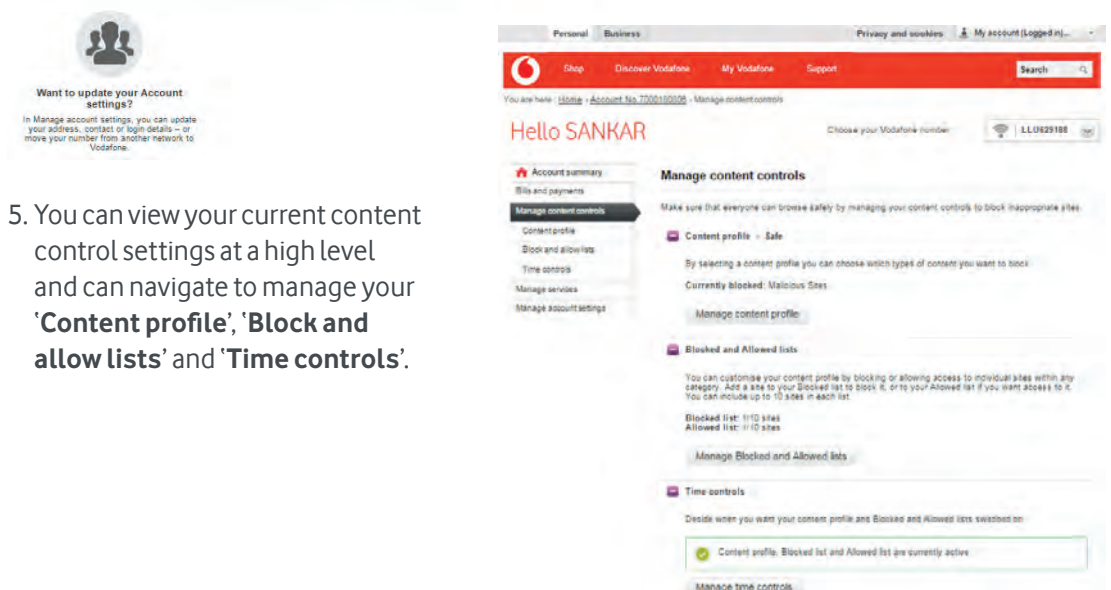 Want to update your Account
settings?
In Manage account settings, you can update
your address, contact or login details – or
move your number from another network to
Vodafone.
5. You can view your current content
control settings at a high level
and can navigate to manage your
‘Content profile’, ‘Block and
allow lists’ and ‘Time controls’.
Personal Business Privacy and cookies My account (Logged in)...
Shop Discover Vodafone My Vodafone Support Search
You are here: Home › Account No. › Manage content controls
Hello SANKAR Choose your Vodafone number
Account summary
Bills and payments
Manage content controls
Content profile
Block and allow lists
Time controls
Manage services
Manage account settings
Manage content controls
Make sure that everyone can browse safely by managing your content controls to block inappropriate sites.
Content profile - Safe
By selecting a content profile you can choose which types of content you want to block
Currently blocked: Malicious Sites
Manage content profile
Blocked and Allowed lists
You can customise your content profile by blocking or allowing access to individual sites within any
category. Add a site to your Blocked list to block it, or to your Allowed list if you want access to it.
You can include up to 10 sites in each list
Blocked list: 1/10 sites
Allowed list: 1/10 sites
Manage Blocked and Allowed lists
Time controls
Decide when you want your content profile and Blocked and Allowed lists switched on
Content profile, Blocked list and Allowed list are currently active
Manage time controls